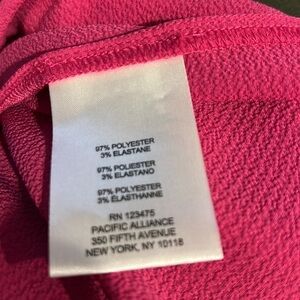 97% POLYESTER
3% ELASTANE
97% POLIESTER
3% ELASTANO
97% POLYESTER
3% ELASTHANNE
RN 123475
PACIFIC ALLIANCE
350 FIFTH AVENUE
NEW YORK, NY 10118